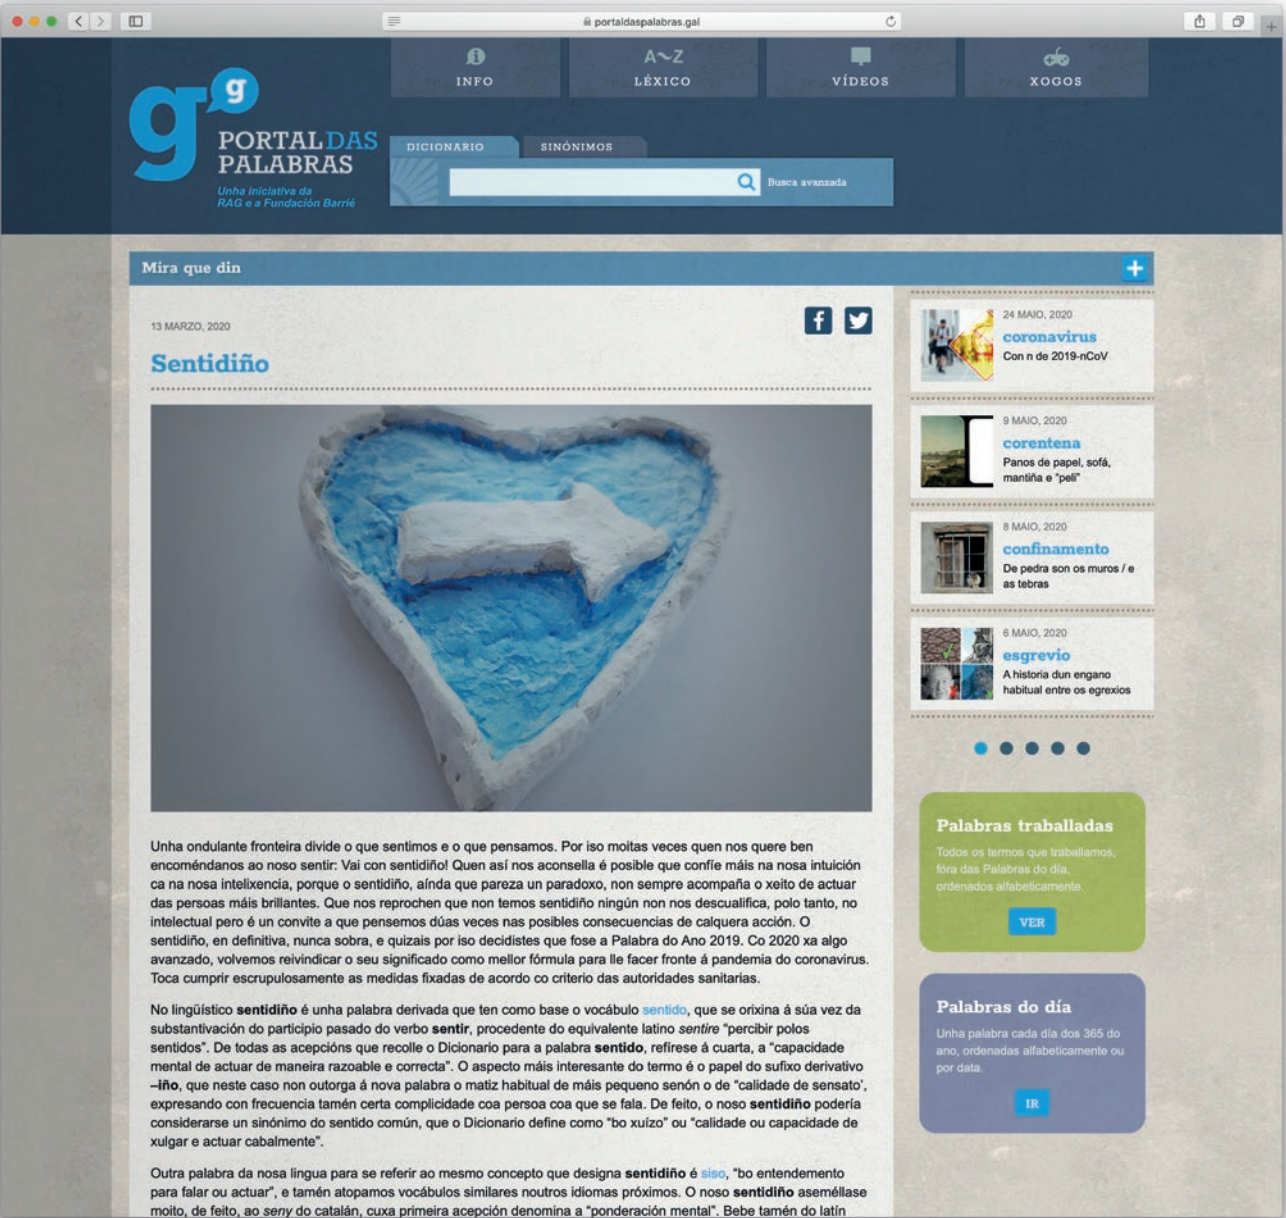 portaldaspalabras.gal
INFO
A~Z
LÉXICO
VÍDEOS
XOGOS
g
g
PORTAL DAS
PALABRAS
Unha iniciativa da
RAG e a Fundación Barrié
DICIONARIO
SINÓNIMOS
Busca avanzada
Mira que din
13 MARZO, 2020
Sentidiño
Unha ondulante fronteira divide o que sentimos e o que pensamos. Por iso moitas veces quen nos quere ben
encoméndanos ao noso sentir: Vai con sentidiño! Quen así nos aconsella é posible que confíe máis na nosa intuición
ca na nosa intelixencia, porque o sentidiño, aínda que pareza un paradoxo, non sempre acompaña o xeito de actuar
das persoas máis brillantes. Que nos reprochen que non temos sentidiño ningún non nos descualifica, polo tanto, no
intelectual pero é un convite a que pensemos dúas veces nas posibles consecuencias de calquera acción. O
sentidiño, en definitiva, nunca sobra, e quizais por iso decidistes que fose a Palabra do Ano 2019. Co 2020 xa algo
avanzado, volvemos reivindicar o seu significado como mellor fórmula para lle facer fronte á pandemia do coronavirus.
Toca cumprir escrupulosamente as medidas fixadas de acordo co criterio das autoridades sanitarias.
No lingüístico sentidiño é unha palabra derivada que ten como base o vocábulo sentido, que se orixina á súa vez da
substantivación do participio pasado do verbo sentir, procedente do equivalente latino sentire “percibir polos
sentidos”. De todas as acepcións que recolle o Dicionario para a palabra sentido, refírese á cuarta, a “capacidade
mental de actuar de maneira razoable e correcta”. O aspecto máis interesante do termo é o papel do sufixo derivativo
–iño, que neste caso non outorga á nova palabra o matiz habitual de máis pequeno senón o de “calidade de sensato’,
expresando con frecuencia tamén certa complicidade coa persoa coa que se fala. De feito, o noso sentidiño podería
considerarse un sinónimo do sentido común, que o Dicionario define como “bo xuízo” ou “calidade ou capacidade de
xulgar e actuar cabalmente”.
Outra palabra da nosa lingua para se referir ao mesmo concepto que designa sentidiño é siso, “bo entendemento
para falar ou actuar”, e tamén atopamos vocábulos similares noutros idiomas próximos. O noso sentidiño aseméllase
moito, de feito, ao seny do catalán, cuxa primeira acepción denomina a “ponderación mental”. Bebe tamén do latín
24 MAIO, 2020
coronavirus
Con n de 2019-nCoV
9 MAIO, 2020
corentena
Panos de papel, sofá,
mantiña e “peli”
8 MAIO, 2020
confinamento
De pedra son os muros / e
as tebras
6 MAIO, 2020
esgrevio
A historia dun engano
habitual entre os egrexios
Palabras traballadas
Todos os termos que traballamos,
fóra das Palabras do día,
ordenados alfabeticamente.
VER
Palabras do día
Unha palabra cada día dos 365 do
ano, ordenadas alfabeticamente ou
por data.
IR